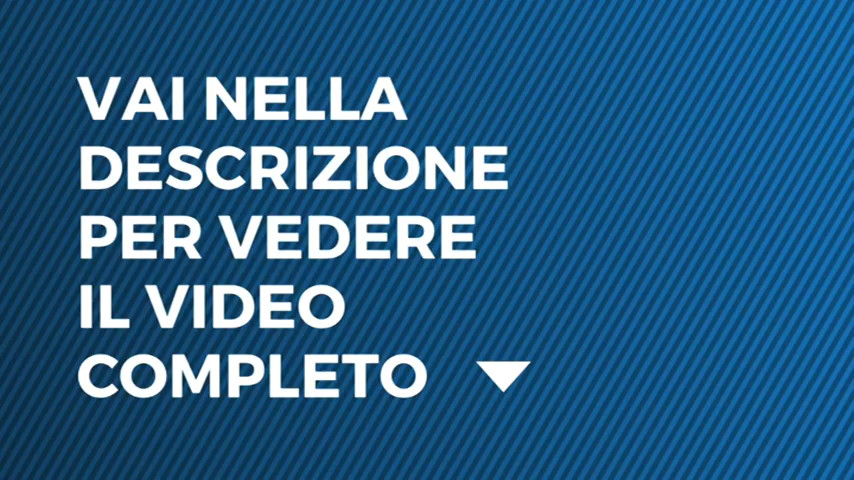 VAI NELLA
DESCRIZIONE
PER VEDERE
IL VIDEO
COMPLETO